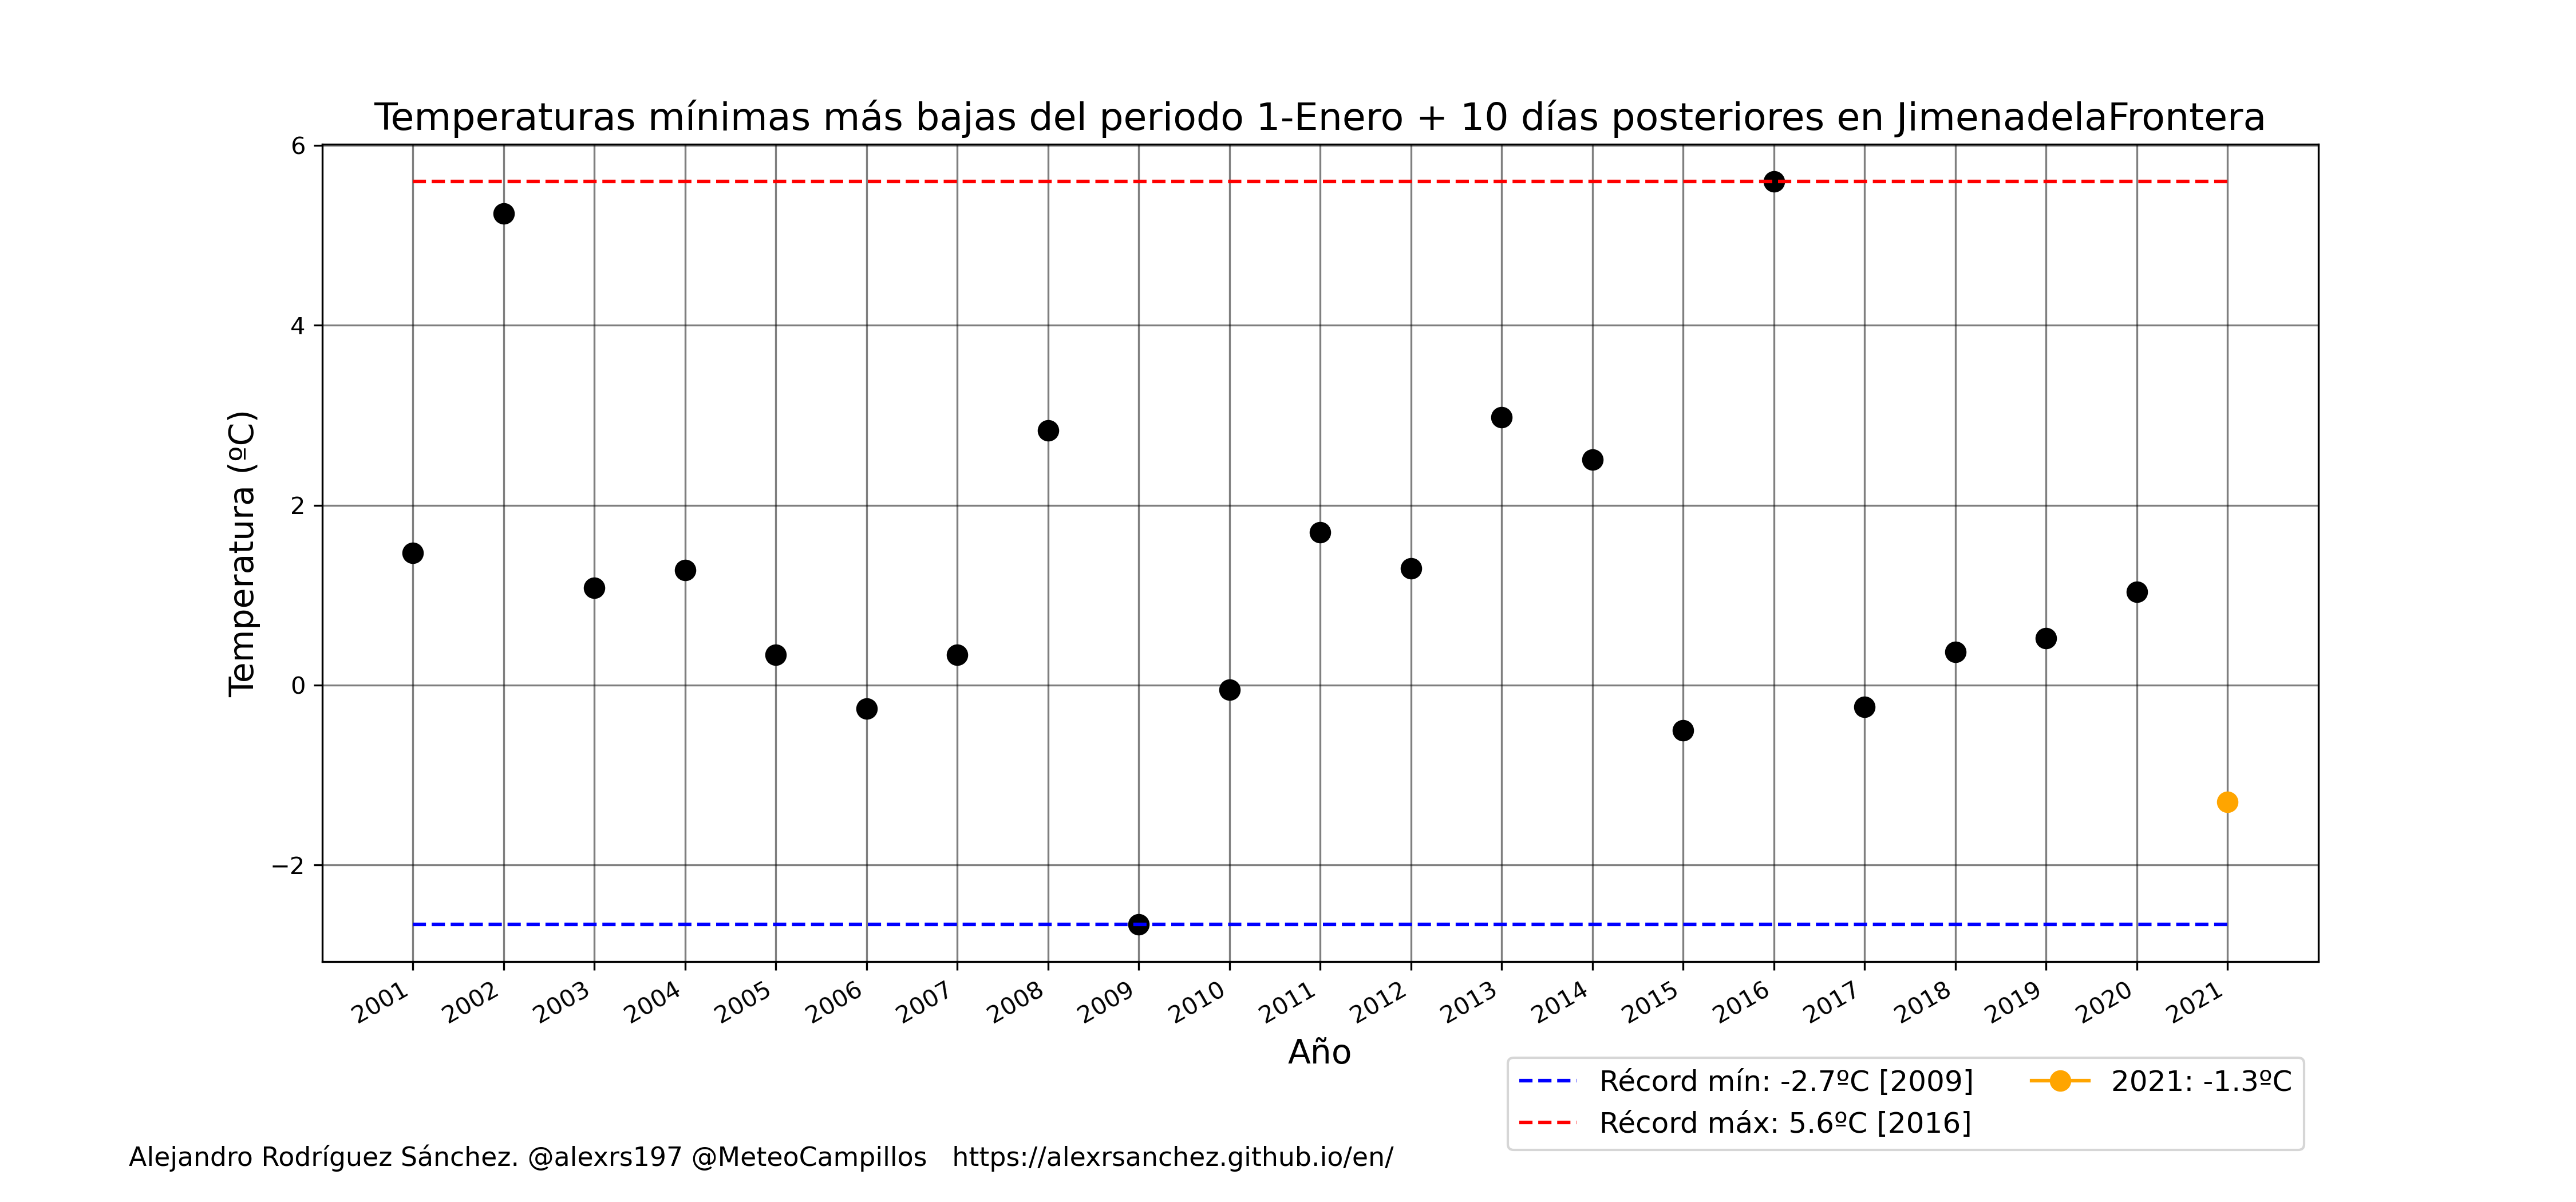 Temperaturas mínimas más bajas del periodo 1-Enero + 10 días posteriores en JimenadelaFrontera
6
4
2
0
−2
Temperatura (ºC)
2001 2002 2003 2004 2005 2006 2007 2008 2009 2010 2011 2012 2013 2014 2015 2016 2017 2018 2019 2020 2021
Año
Récord mín: -2.7ºC [2009]
Récord máx: 5.6ºC [2016]
2021: -1.3ºC
Alejandro Rodríguez Sánchez. @alexrs197 @MeteoCampillos https://alexrsanchez.github.io/en/